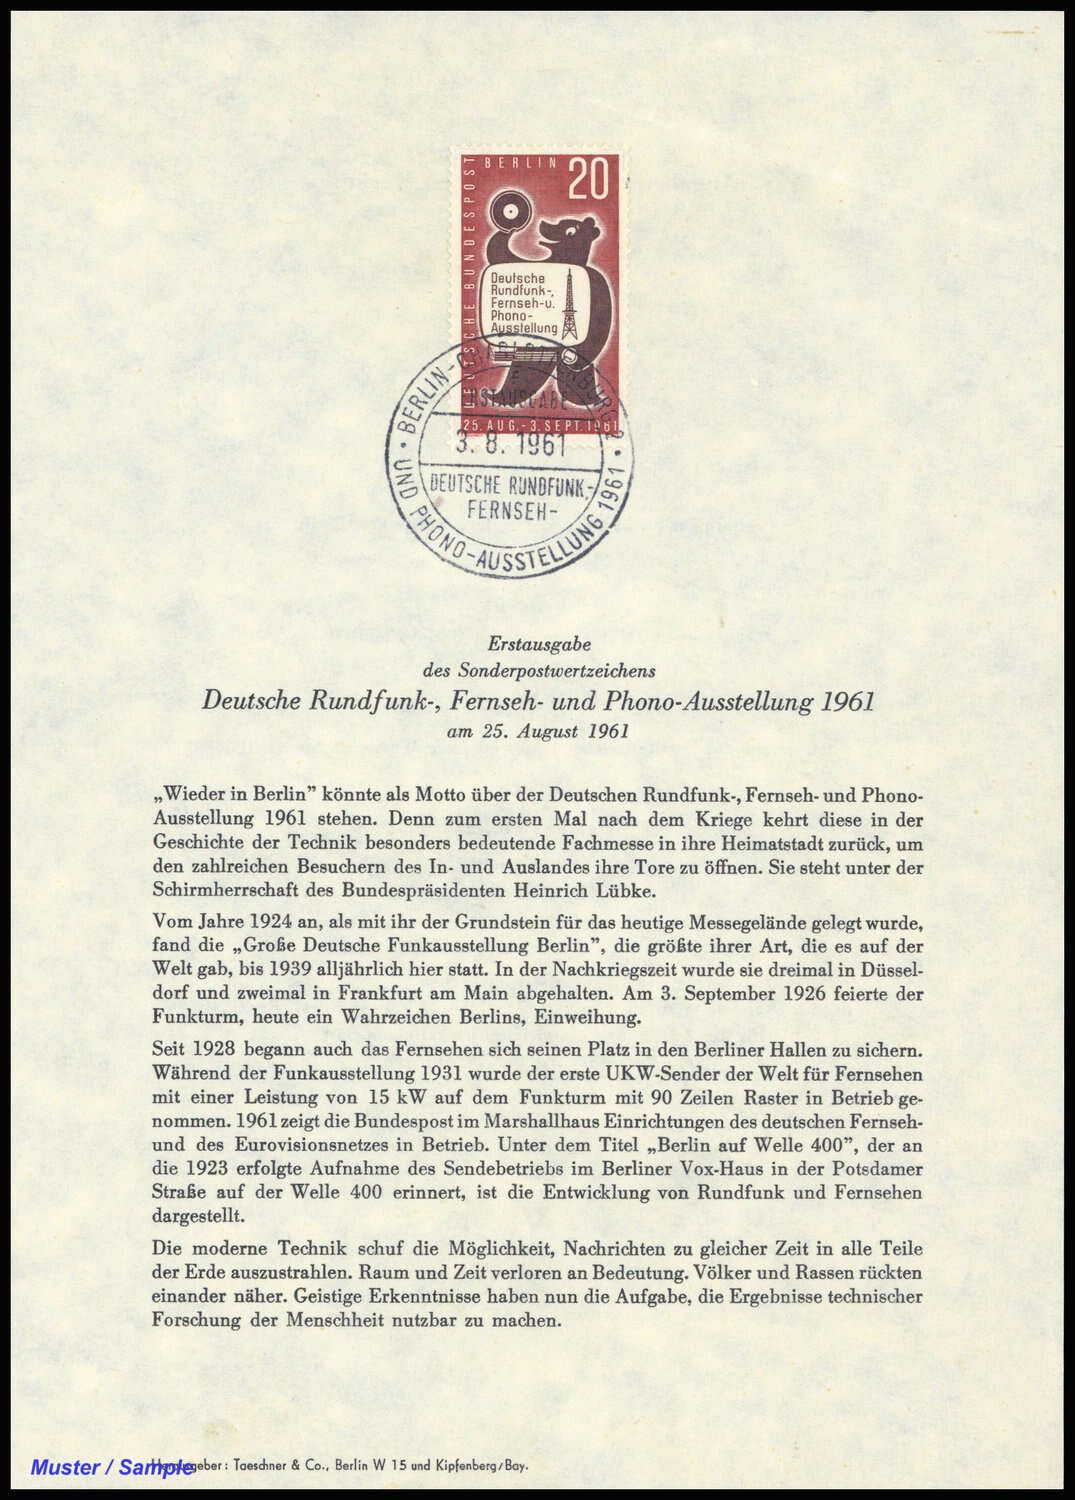 BERLIN
20
DEUTSCHE BUNDESPOST
Deutsche
Rundfunk-,
Fernseh-u.
Phono-
Ausstellung
25. AUG. - 3. SEPT. 1961
BERLIN-CHARLOTTENBURG 2
ERSTAUSGABE
3. 8. 1961
DEUTSCHE RUNDFUNK-,
FERNSEH-
UND PHONO-AUSSTELLUNG 1961
Erstausgabe
des Sonderpostwertzeichens
Deutsche Rundfunk-, Fernseh- und Phono-Ausstellung 1961
am 25. August 1961
„Wieder in Berlin” könnte als Motto über der Deutschen Rundfunk-, Fernseh- und Phono-
Ausstellung 1961 stehen. Denn zum ersten Mal nach dem Kriege kehrt diese in der
Geschichte der Technik besonders bedeutende Fachmesse in ihre Heimatstadt zurück, um
den zahlreichen Besuchern des In- und Auslandes ihre Tore zu öffnen. Sie steht unter der
Schirmherrschaft des Bundespräsidenten Heinrich Lübke.
Vom Jahre 1924 an, als mit ihr der Grundstein für das heutige Messegelände gelegt wurde,
fand die „Große Deutsche Funkausstellung Berlin”, die größte ihrer Art, die es auf der
Welt gab, bis 1939 alljährlich hier statt. In der Nachkriegszeit wurde sie dreimal in Düssel-
dorf und zweimal in Frankfurt am Main abgehalten. Am 3. September 1926 feierte der
Funkturm, heute ein Wahrzeichen Berlins, Einweihung.
Seit 1928 begann auch das Fernsehen sich seinen Platz in den Berliner Hallen zu sichern.
Während der Funkausstellung 1931 wurde der erste UKW-Sender der Welt für Fernsehen
mit einer Leistung von 15 kW auf dem Funkturm mit 90 Zeilen Raster in Betrieb ge-
nommen. 1961 zeigt die Bundespost im Marshallhaus Einrichtungen des deutschen Fernseh-
und des Eurovisionsnetzes in Betrieb. Unter dem Titel „Berlin auf Welle 400”, der an
die 1923 erfolgte Aufnahme des Sendebetriebs im Berliner Vox-Haus in der Potsdamer
Straße auf der Welle 400 erinnert, ist die Entwicklung von Rundfunk und Fernsehen
dargestellt.
Die moderne Technik schuf die Möglichkeit, Nachrichten zu gleicher Zeit in alle Teile
der Erde auszustrahlen. Raum und Zeit verloren an Bedeutung. Völker und Rassen rückten
einander näher. Geistige Erkenntnisse haben nun die Aufgabe, die Ergebnisse technischer
Forschung der Menschheit nutzbar zu machen.
Muster / Sample
Herausgeber: Taeschner & Co., Berlin W 15 und Kipfenberg/Bay.